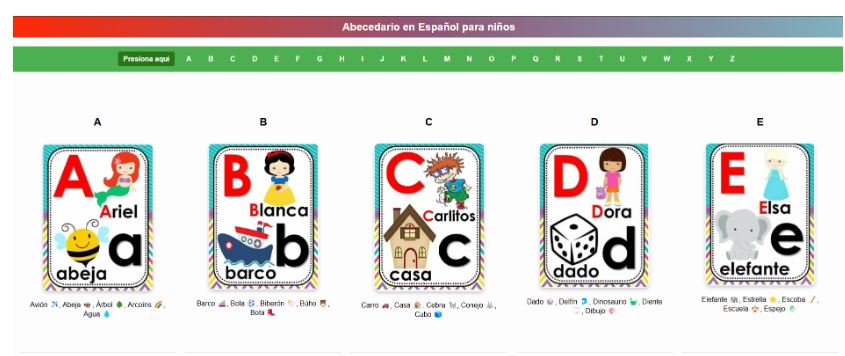 Abecedario en Español para niños
Presiona aqui A B C D E F G H I J K L M N O P Q R S T U V W X Y Z
A
A
Ariel
a
abeja
Avión, Abeja, Árbol, Arcoíris,
Agua
B
B
Blanca
b
barco
Barco, Bola, Biberón, Búho,
Bota
C
C
Carlitos
c
casa
Carro, Casa, Cebra, Conejo,
Cubo
D
D
Dora
d
dado
Dado, Delfín, Dinosaurio, Diente
, Dibujo
E
E
Elsa
e
elefante
Elefante, Estrella, Escoba,
Escuela, Espejo